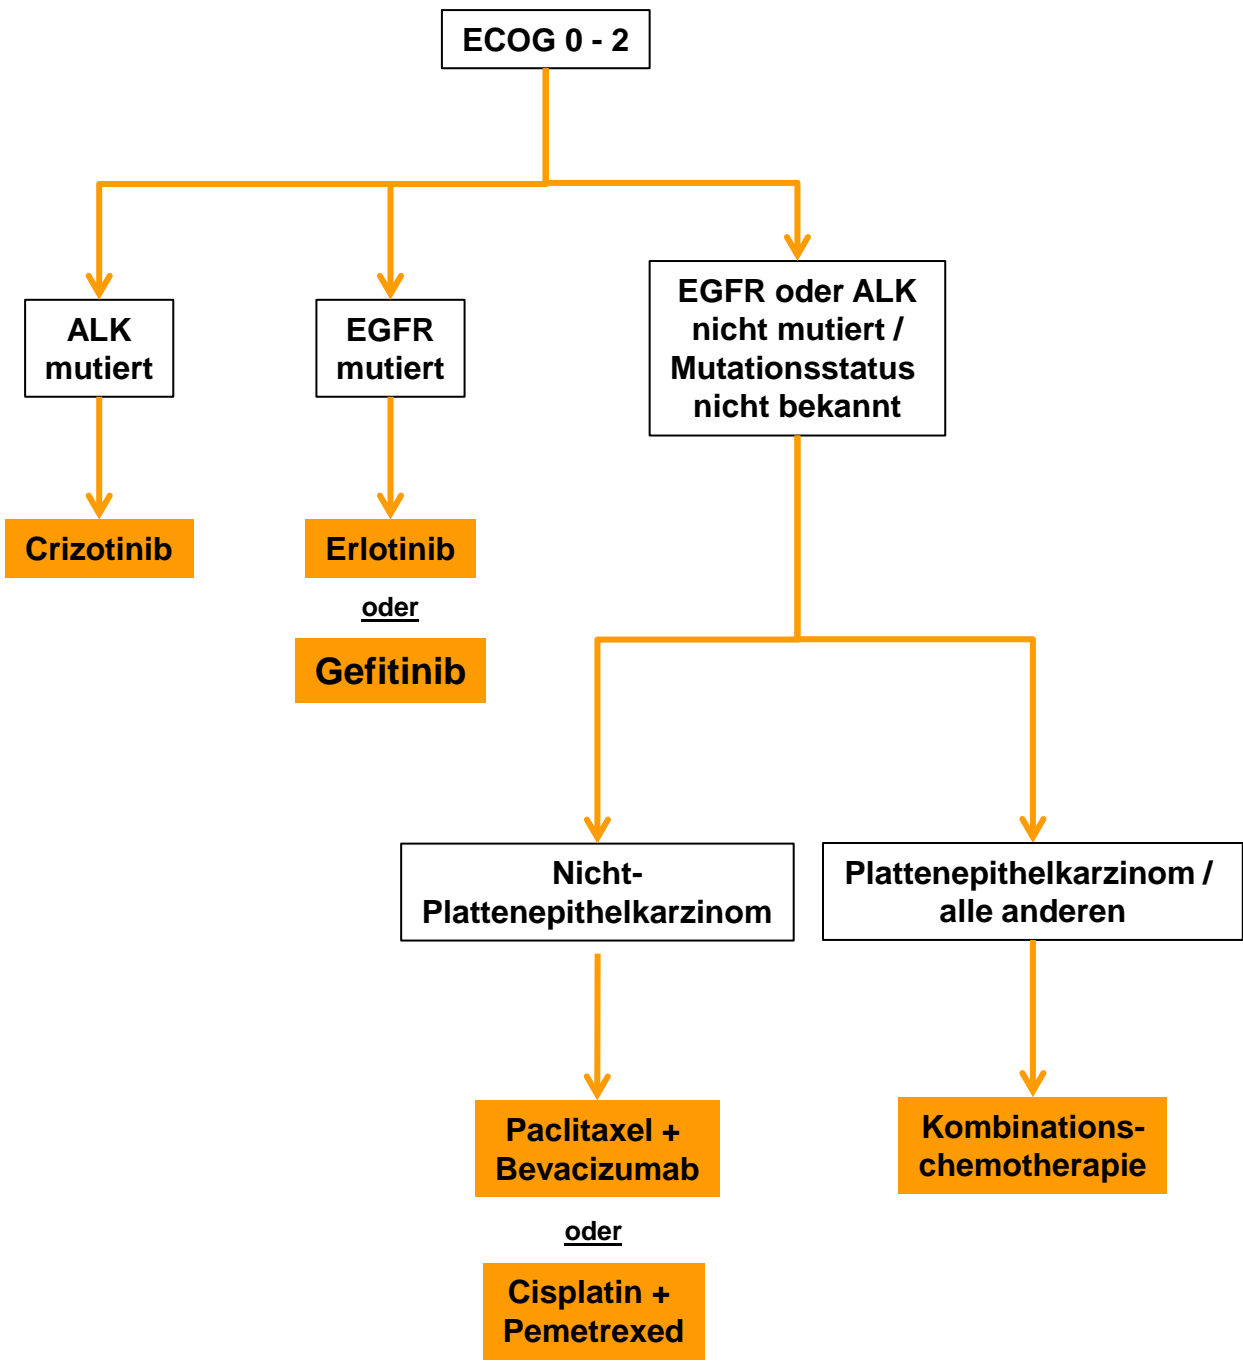 ECOG 0 - 2
ALK
mutiert
EGFR
mutiert
EGFR oder ALK
nicht mutiert /
Mutationsstatus
nicht bekannt
Crizotinib
Erlotinib
oder
Gefitinib
Nicht-
Plattenepithelkarzinom
Plattenepithelkarzinom /
alle anderen
Paclitaxel +
Bevacizumab
oder
Cisplatin +
Pemetrexed
Kombinations-
chemotherapie